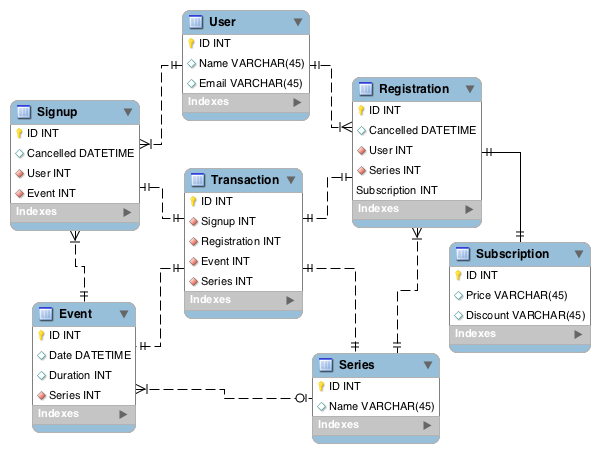 User
ID INT
Name VARCHAR(45)
Email VARCHAR(45)
Indexes
Registration
ID INT
Cancelled DATETIME
User INT
Series INT
Subscription INT
Indexes
Signup
ID INT
Cancelled DATETIME
User INT
Event INT
Indexes
Transaction
ID INT
Signup INT
Registration INT
Event INT
Series INT
Indexes
Subscription
ID INT
Price VARCHAR(45)
Discount VARCHAR(45)
Indexes
Event
ID INT
Date DATETIME
Duration INT
Series INT
Indexes
Series
ID INT
Name VARCHAR(45)
Indexes